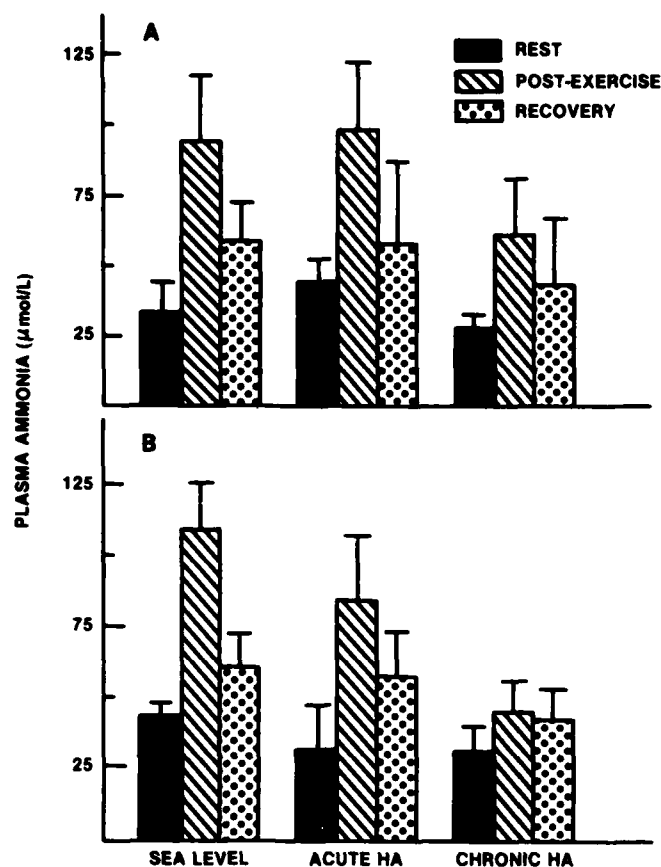 A
125
75
25
REST
POST-EXERCISE
RECOVERY
PLASMA AMMONIA (μmol/L)
B
125
75
25
SEA LEVEL
ACUTE HA
CHRONIC HA